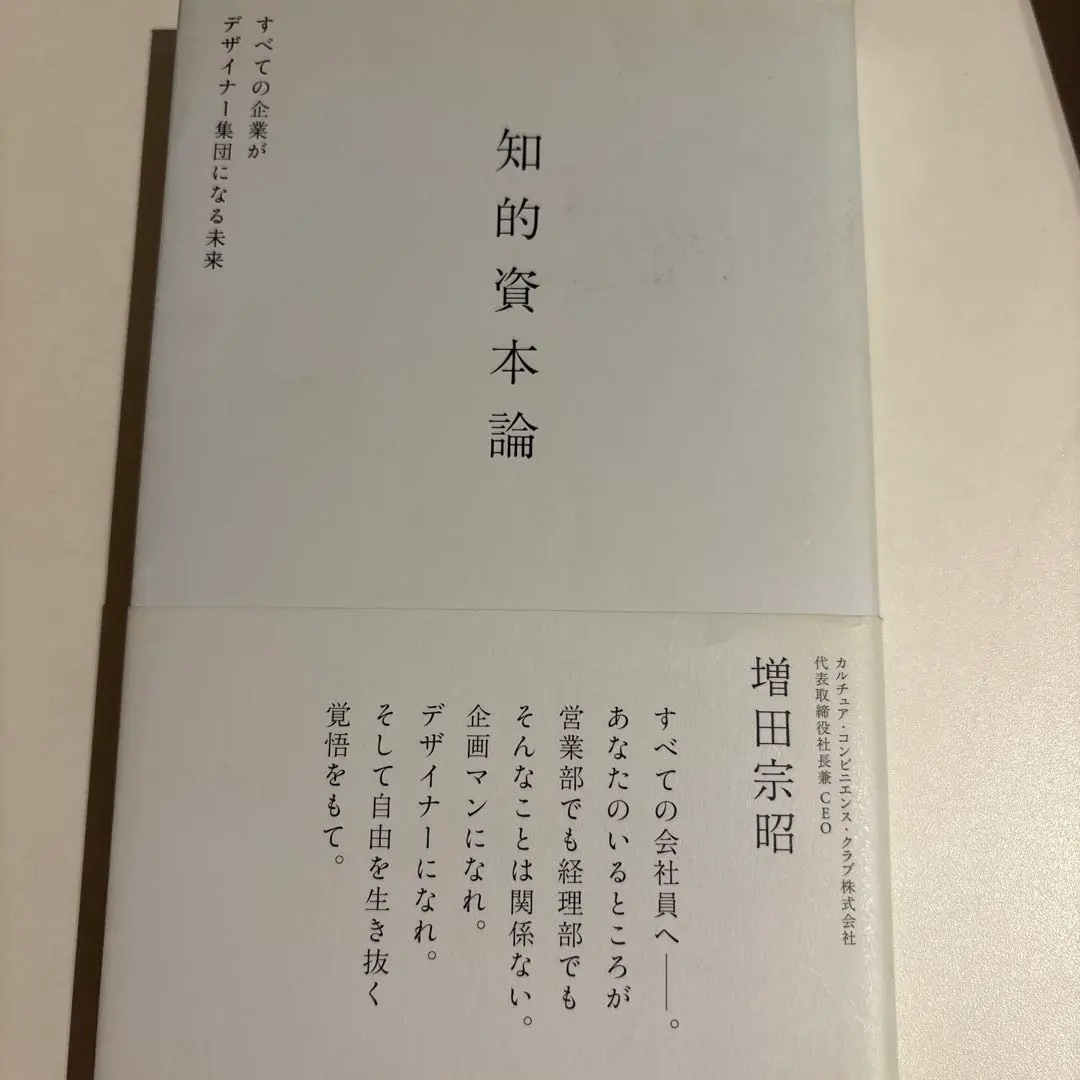 すべての企業が
デザイナー集団になる未来
知的資本論
カルチュア・コンビニエンス・クラブ株式会社
代表取締役社長兼CEO
増田宗昭
すべての会社員へ――。
あなたのいるところが
営業部でも経理部でも
そんなことは関係ない。
企画マンになれ。
デザイナーになれ。
そして自由を生き抜く
覚悟をもて。